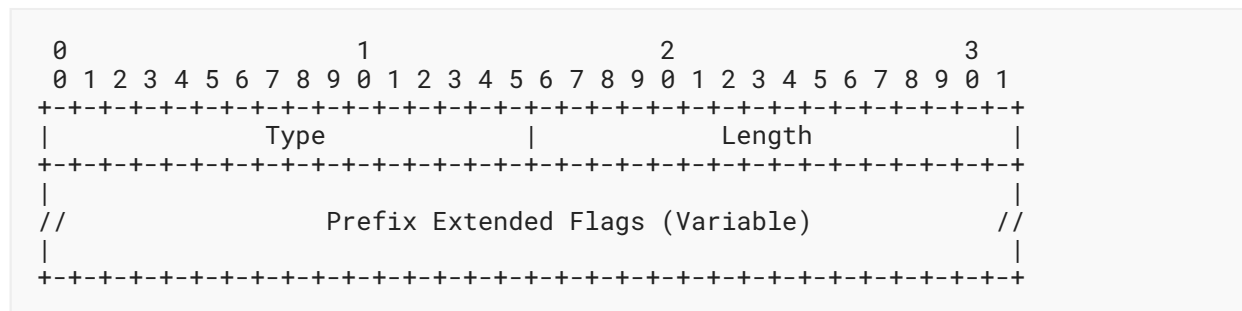 0                   1                   2                   3
 0 1 2 3 4 5 6 7 8 9 0 1 2 3 4 5 6 7 8 9 0 1 2 3 4 5 6 7 8 9 0 1
+-+-+-+-+-+-+-+-+-+-+-+-+-+-+-+-+-+-+-+-+-+-+-+-+-+-+-+-+-+-+-+-+
|              Type             |            Length             |
+-+-+-+-+-+-+-+-+-+-+-+-+-+-+-+-+-+-+-+-+-+-+-+-+-+-+-+-+-+-+-+-+
|                                                               |
//                 Prefix Extended Flags (Variable)            //
|                                                               |
+-+-+-+-+-+-+-+-+-+-+-+-+-+-+-+-+-+-+-+-+-+-+-+-+-+-+-+-+-+-+-+-+